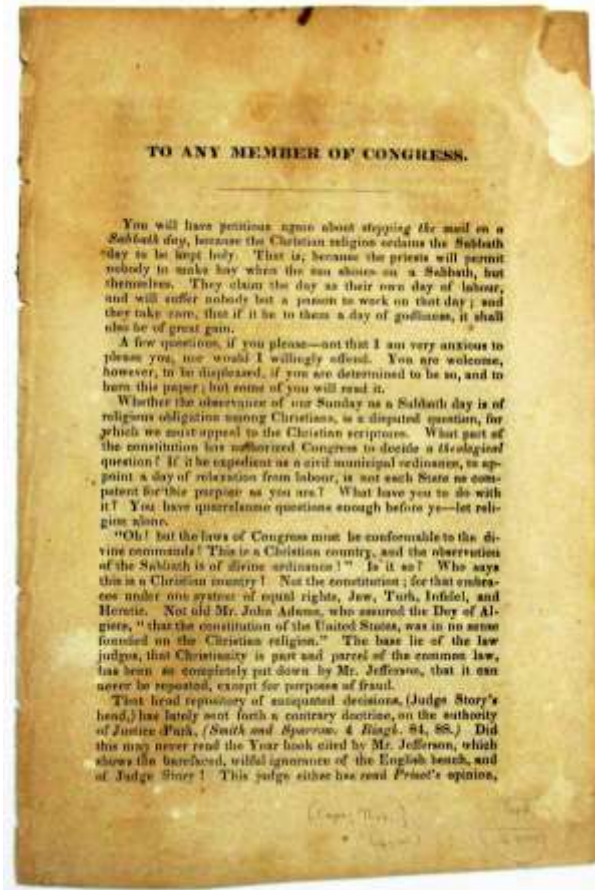 TO ANY MEMBER OF CONGRESS.
You will have petitions again about stopping the mail on a
Sabbath day, because the Christian religion ordains the Sabbath
day to be kept holy. That is, because the priests will permit
nobody to make hay when the sun shines on a Sabbath, but
themselves. They claim the day as their own day of labour,
and will suffer nobody but a parson to work on that day; and
they take care, that if it be to them a day of godliness, it shall
also be of great gain.
A few questions, if you please—not that I am very anxious to
please you, nor would I willingly offend. You are welcome,
however, to be displeased, if you are determined to be so, and to
burn this paper; but some of you will read it.
Whether the observance of our Sunday as a Sabbath day is of
religious obligation among Christians, is a disputed question, for
which we must appeal to the Christian scriptures. What part of
the constitution has authorized Congress to decide a theological
question? If it be expedient as a civil municipal ordinance, to ap-
point a day of relaxation from labour, is not each State as com-
petent for this purpose as you are? What have you to do with
it? You have quarrelsome questions enough before ye—let reli-
gion alone.
"Oh! but the laws of Congress must be conformable to the di-
vine commands! This is a Christian country, and the observation
of the Sabbath is of divine ordinance!" Is it so? Who says
this is a Christian country? Not the constitution; for that embra-
ces under one system of equal rights, Jew, Turk, Infidel, and
Heretic. Not old Mr. John Adams, who assured the Dey of Al-
giers, "that the constitution of the United States, was in no sense
founded on the Christian religion." The base lie of the law
judges, that Christianity is part and parcel of the common law,
has been so completely put down by Mr. Jefferson, that it can
never be repeated, except for purposes of fraud.
That head repository of antiquated decisions, (Judge Story's
head,) has lately sent forth a contrary doctrine, on the authority
of Justice Park, (Smith and Sparrow. 4 Bingh. 84, 88.) Did
this man never read the Year book cited by Mr. Jefferson, which
shows the barefaced, wilful ignorance of the English bench, and
of Judge Story! This judge either has read Prisot's opinion,